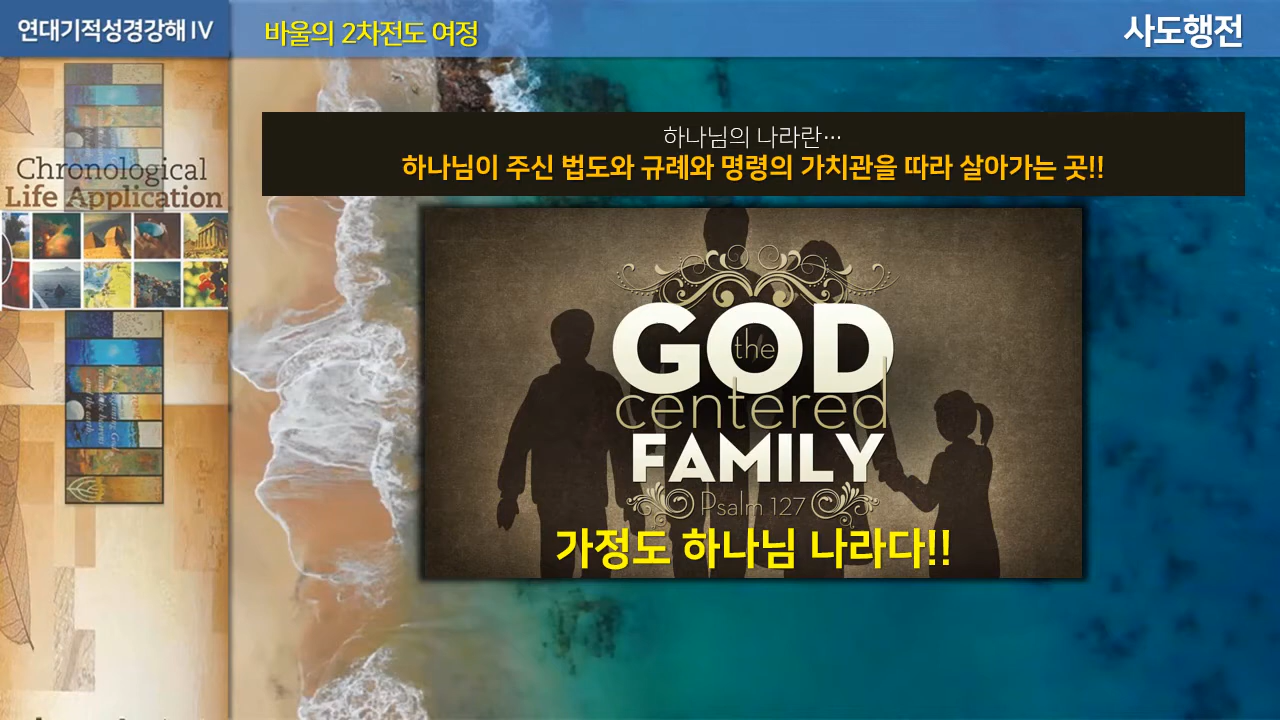 연대기적성경강해 IV
바울의 2차전도 여정
사도행전
Chronological
Life Application
하나님의 나라란…
하나님이 주신 법도와 규례와 명령의 가치관을 따라 살아가는 곳!!
the
GOD
centered
FAMILY
Psalm 127
가정도 하나님 나라다!!